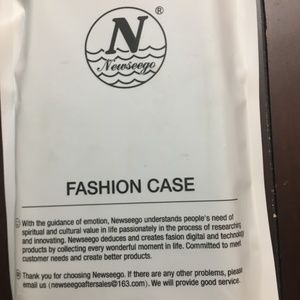 N
Newseego
FASHION CASE
With the guidance of emotion, Newseego understands people's need of
spiritual and cultural value in life passionately in the process of researching
and innovating. Newseego deduces and creates fasion digital and technology
products by collecting every wonderful moment in life. Committed to meet
customer needs and create better products.
Thank you for choosing Newseego. If there are any other problems, please
email us (newseegoaftersales@163.com). We will provide good service.